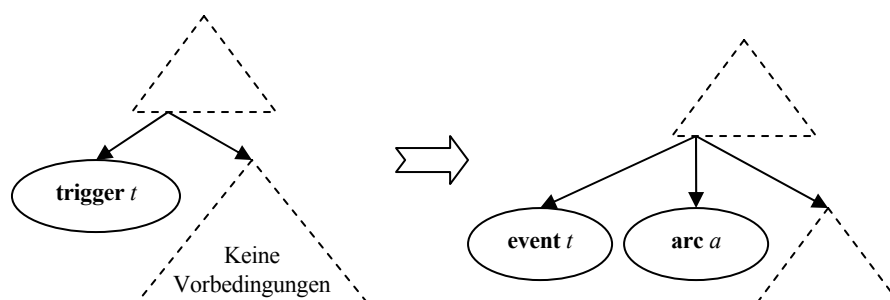 trigger t
Keine
Vorbedingungen
event t
arc a